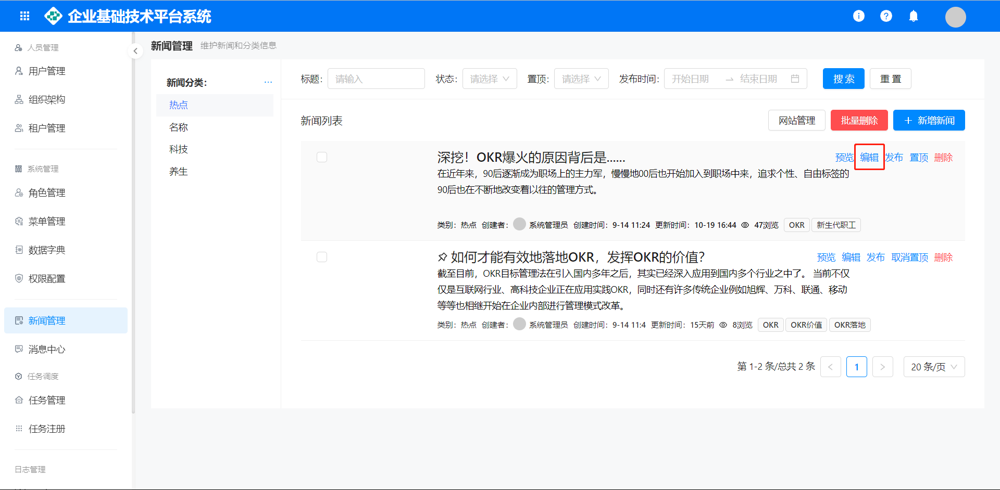 企业基础技术平台系统
人员管理
用户管理
组织架构
租户管理
系统管理
角色管理
菜单管理
数据字典
权限配置
新闻管理
消息中心
任务调度
任务管理
任务注册
日志管理
新闻管理 维护新闻和分类信息
新闻分类: ...
热点
名称
科技
养生
标题: 请输入 状态: 请选择 置顶: 请选择 发布时间: 开始日期 → 结束日期 搜 索 重 置
新闻列表 网站管理 批量删除 + 新增新闻
深挖！OKR爆火的原因背后是...... 预览 编辑 发布 置顶 删除
在近年来，90后逐渐成为职场上的主力军，慢慢地00后也开始加入到职场中来，追求个性、自由标签的
90后也在不断地改变着以往的管理方式。
类别：热点 创建者： 系统管理员 创建时间：9-14 11:24 更新时间：10-19 16:44 47浏览 OKR 新生代职工
如何才能有效地落地OKR，发挥OKR的价值？ 预览 编辑 发布 取消置顶 删除
截至目前，OKR目标管理法在引入国内多年之后，其实已经深入应用到国内多个行业之中了。 当前不仅
仅是互联网行业、高科技企业正在应用实践OKR，同时还有许多传统企业例如旭辉、万科、联通、移动
等等也相继开始在企业内部进行管理模式改革。
类别：热点 创建者： 系统管理员 创建时间：9-14 11:4 更新时间：15天前 8浏览 OKR OKR价值 OKR落地
第 1-2 条/总共 2 条 < 1 > 20 条/页